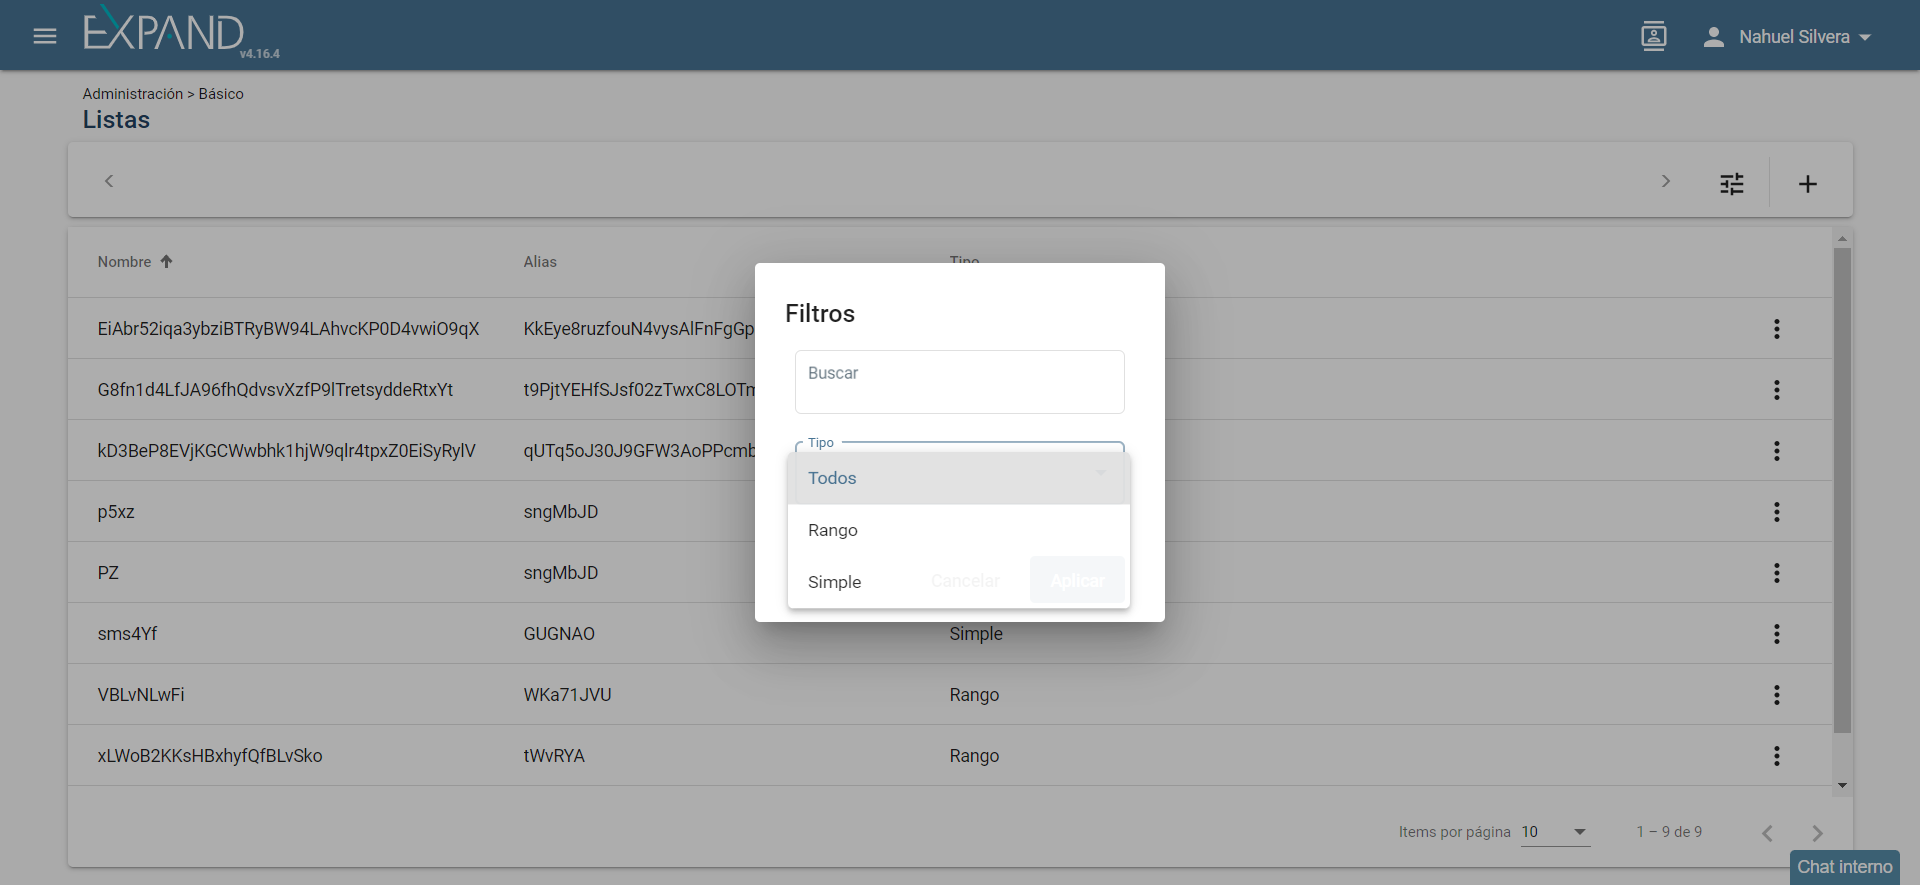 EXPAND
v4.16.4
Nahuel Silvera
Administración > Básico
Listas
Nombre Alias Tipo
EiAbr52iqa3ybziBTRyBW94LAhvcKP0D4vwiO9qX KkEye8ruzfouN4vysAlFnFgGp
G8fn1d4LfJA96fhQdvsvXzfP9lTretsyddeRtxYt t9PjtYEHfSJsf02zTwxC8LOTm
kD3BeP8EVjKGCWwbhk1hjW9qlr4tpxZ0EiSyRylV qUTq5oJ30J9GFW3AoPPcmb
p5xz sngMbJD
PZ sngMbJD
sms4Yf GUGNAO Simple
VBLvNLwFi WKa71JVU Rango
xLWoB2KKsHBxhyfQfBLvSko tWvRYA Rango
Filtros
Buscar
Tipo
Todos
Rango
Simple Cancelar Aplicar
Items por página 10 1 – 9 de 9
Chat interno